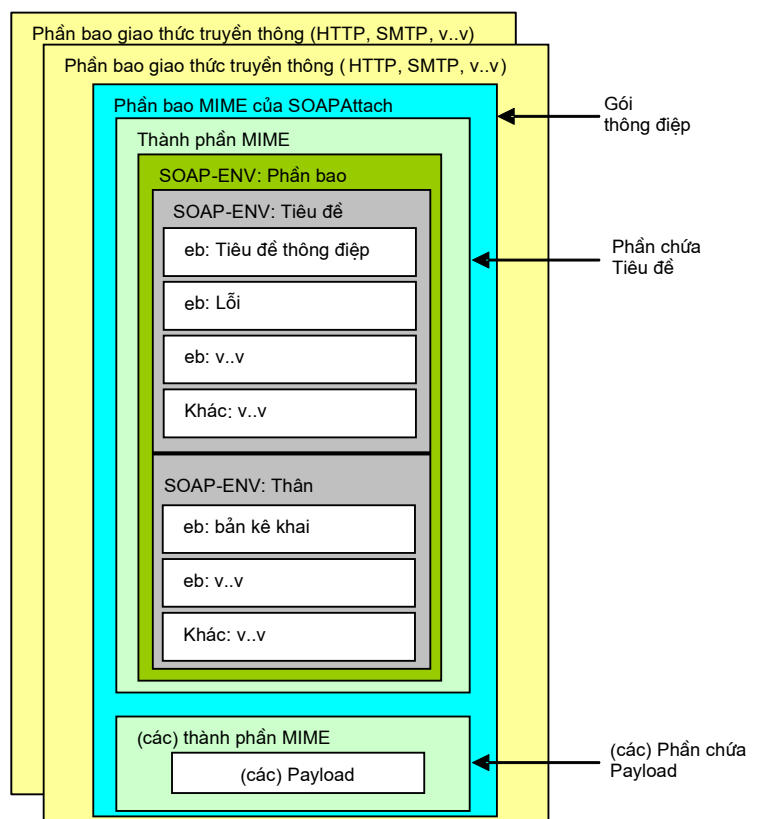 Phần bao giao thức truyền thông (HTTP, SMTP, v..v)
Phần bao giao thức truyền thông ( HTTP, SMTP, v..v)
Phần bao MIME của SOAPAttach
Gói
thông điệp
Thành phần MIME
SOAP-ENV: Phần bao
SOAP-ENV: Tiêu đề
eb: Tiêu đề thông điệp
Phần chứa
Tiêu đề
eb: Lỗi
eb: v..v
Khác: v..v
SOAP-ENV: Thân
eb: bản kê khai
eb: v..v
Khác: v..v
(các) thành phần MIME
(các) Payload
(các) Phần chứa
Payload